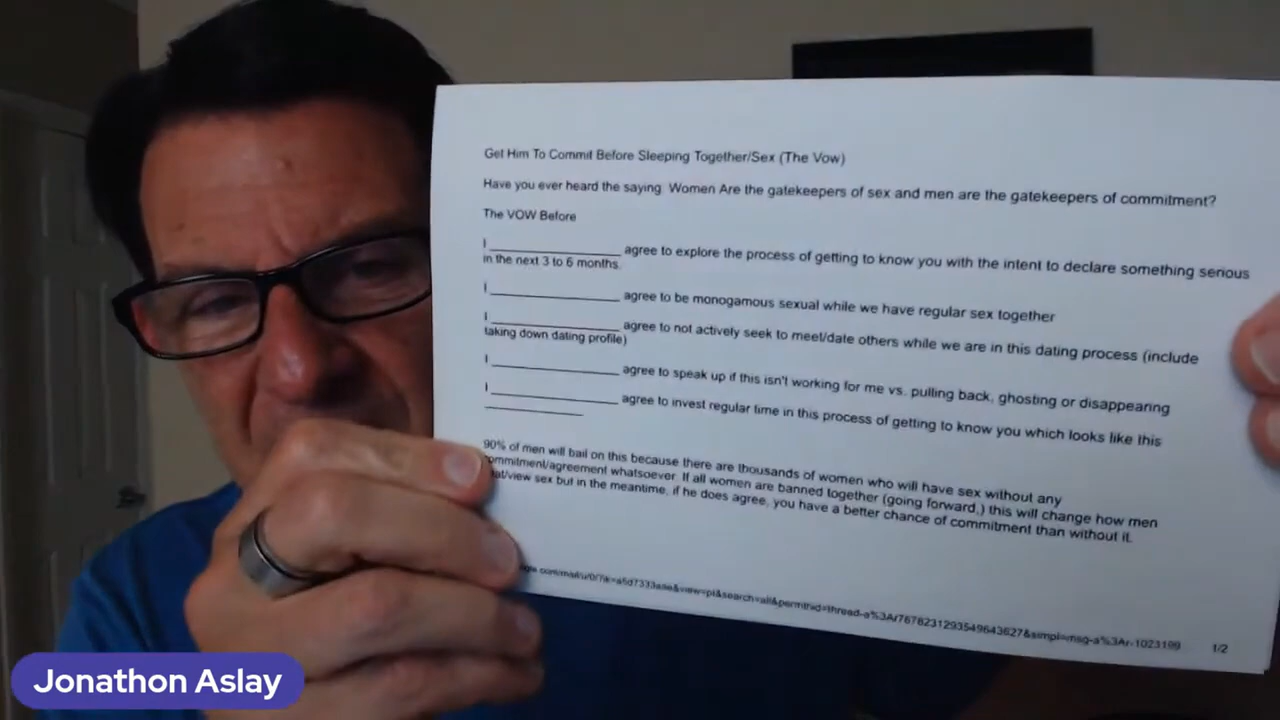 Get Him To Commit Before Sleeping Together/Sex (The Vow)
Have you ever heard the saying. Women Are the gatekeepers of sex and men are the gatekeepers of commitment?
The VOW Before
I ____________ agree to explore the process of getting to know you with the intent to declare something serious
in the next 3 to 6 months.
I ____________ agree to be monogamous sexual while we have regular sex together
I ____________ agree to not actively seek to meet/date others while we are in this dating process (include
taking down dating profile)
I ____________ agree to speak up if this isn't working for me vs. pulling back, ghosting or disappearing
I ____________ agree to invest regular time in this process of getting to know you which looks like this
____________
90% of men will bail on this because there are thousands of women who will have sex without any
commitment/agreement whatsoever. If all women are banned together (going forward,) this will change how men
/view sex but in the meantime, if he does agree, you have a better chance of commitment than without it.
1/2
Jonathon Aslay